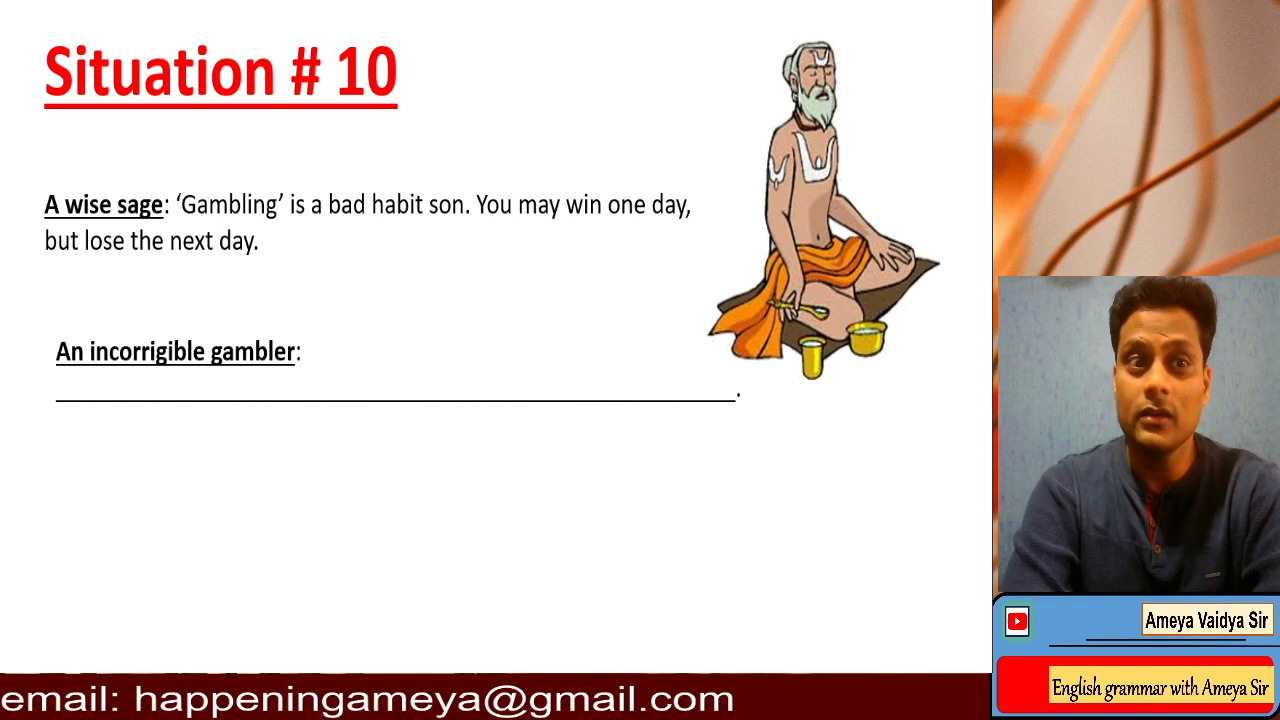 Situation # 10
A wise sage: ‘Gambling’ is a bad habit son. You may win one day,
but lose the next day.
An incorrigible gambler:
____________________________________________________.
Ameya Vaidya Sir
English grammar with Ameya Sir
email: happeningameya@gmail.com